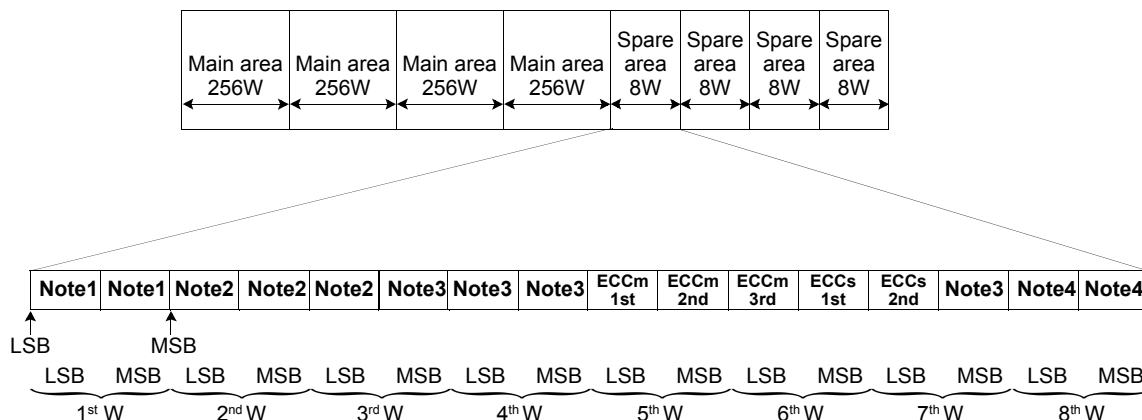 Main area 256W
Main area 256W
Main area 256W
Main area 256W
Spare area 8W
Spare area 8W
Spare area 8W
Spare area 8W
Note1 Note1 Note2 Note2 Note2 Note3 Note3 Note3 ECCm 1st ECCm 2nd ECCm 3rd ECCs 1st ECCs 2nd Note3 Note4 Note4
LSB MSB
LSB MSB LSB MSB LSB MSB LSB MSB LSB MSB LSB MSB LSB MSB LSB MSB
1st W 2nd W 3rd W 4th W 5th W 6th W 7th W 8th W